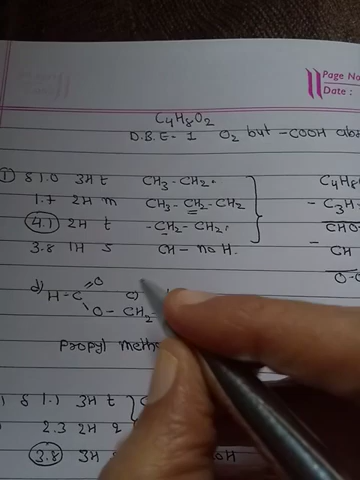 Page No
Date :
C4H8O2
D.B.E- 1 O2 but -COOH abs
① δ 1.0 3H t CH3-CH2. C4H8
1.7 2H m CH3-CH2-CH2 - C3H
4.1 2H t -CH2-CH2. CHO
3.8 1H s CH - no H. - CH
O-C
d) H-C=O c)
O-CH2
propyl meth
δ 1.1 3H t
2.3 2H q
3.8 3H OH